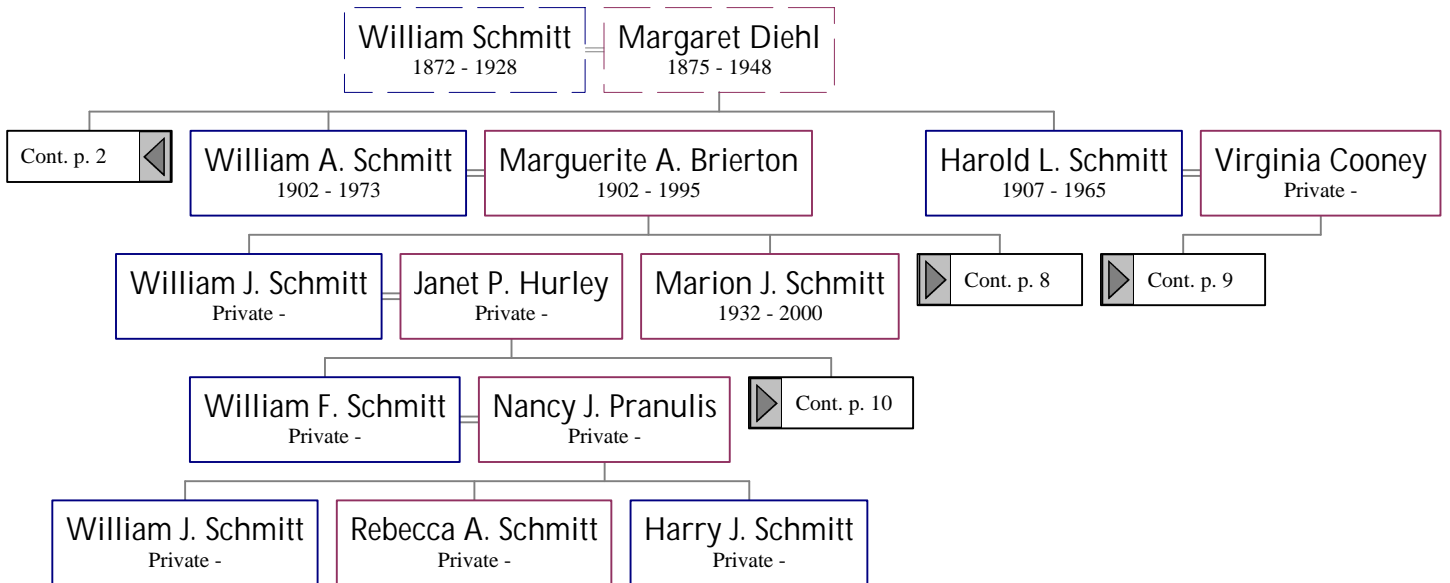 William Schmitt
1872 - 1928
Margaret Diehl
1875 - 1948
Cont. p. 2
William A. Schmitt
1902 - 1973
Marguerite A. Brierton
1902 - 1995
Harold L. Schmitt
1907 - 1965
Virginia Cooney
Private -
William J. Schmitt
Private -
Janet P. Hurley
Private -
Marion J. Schmitt
1932 - 2000
Cont. p. 8
Cont. p. 9
William F. Schmitt
Private -
Nancy J. Pranulis
Private -
Cont. p. 10
William J. Schmitt
Private -
Rebecca A. Schmitt
Private -
Harry J. Schmitt
Private -